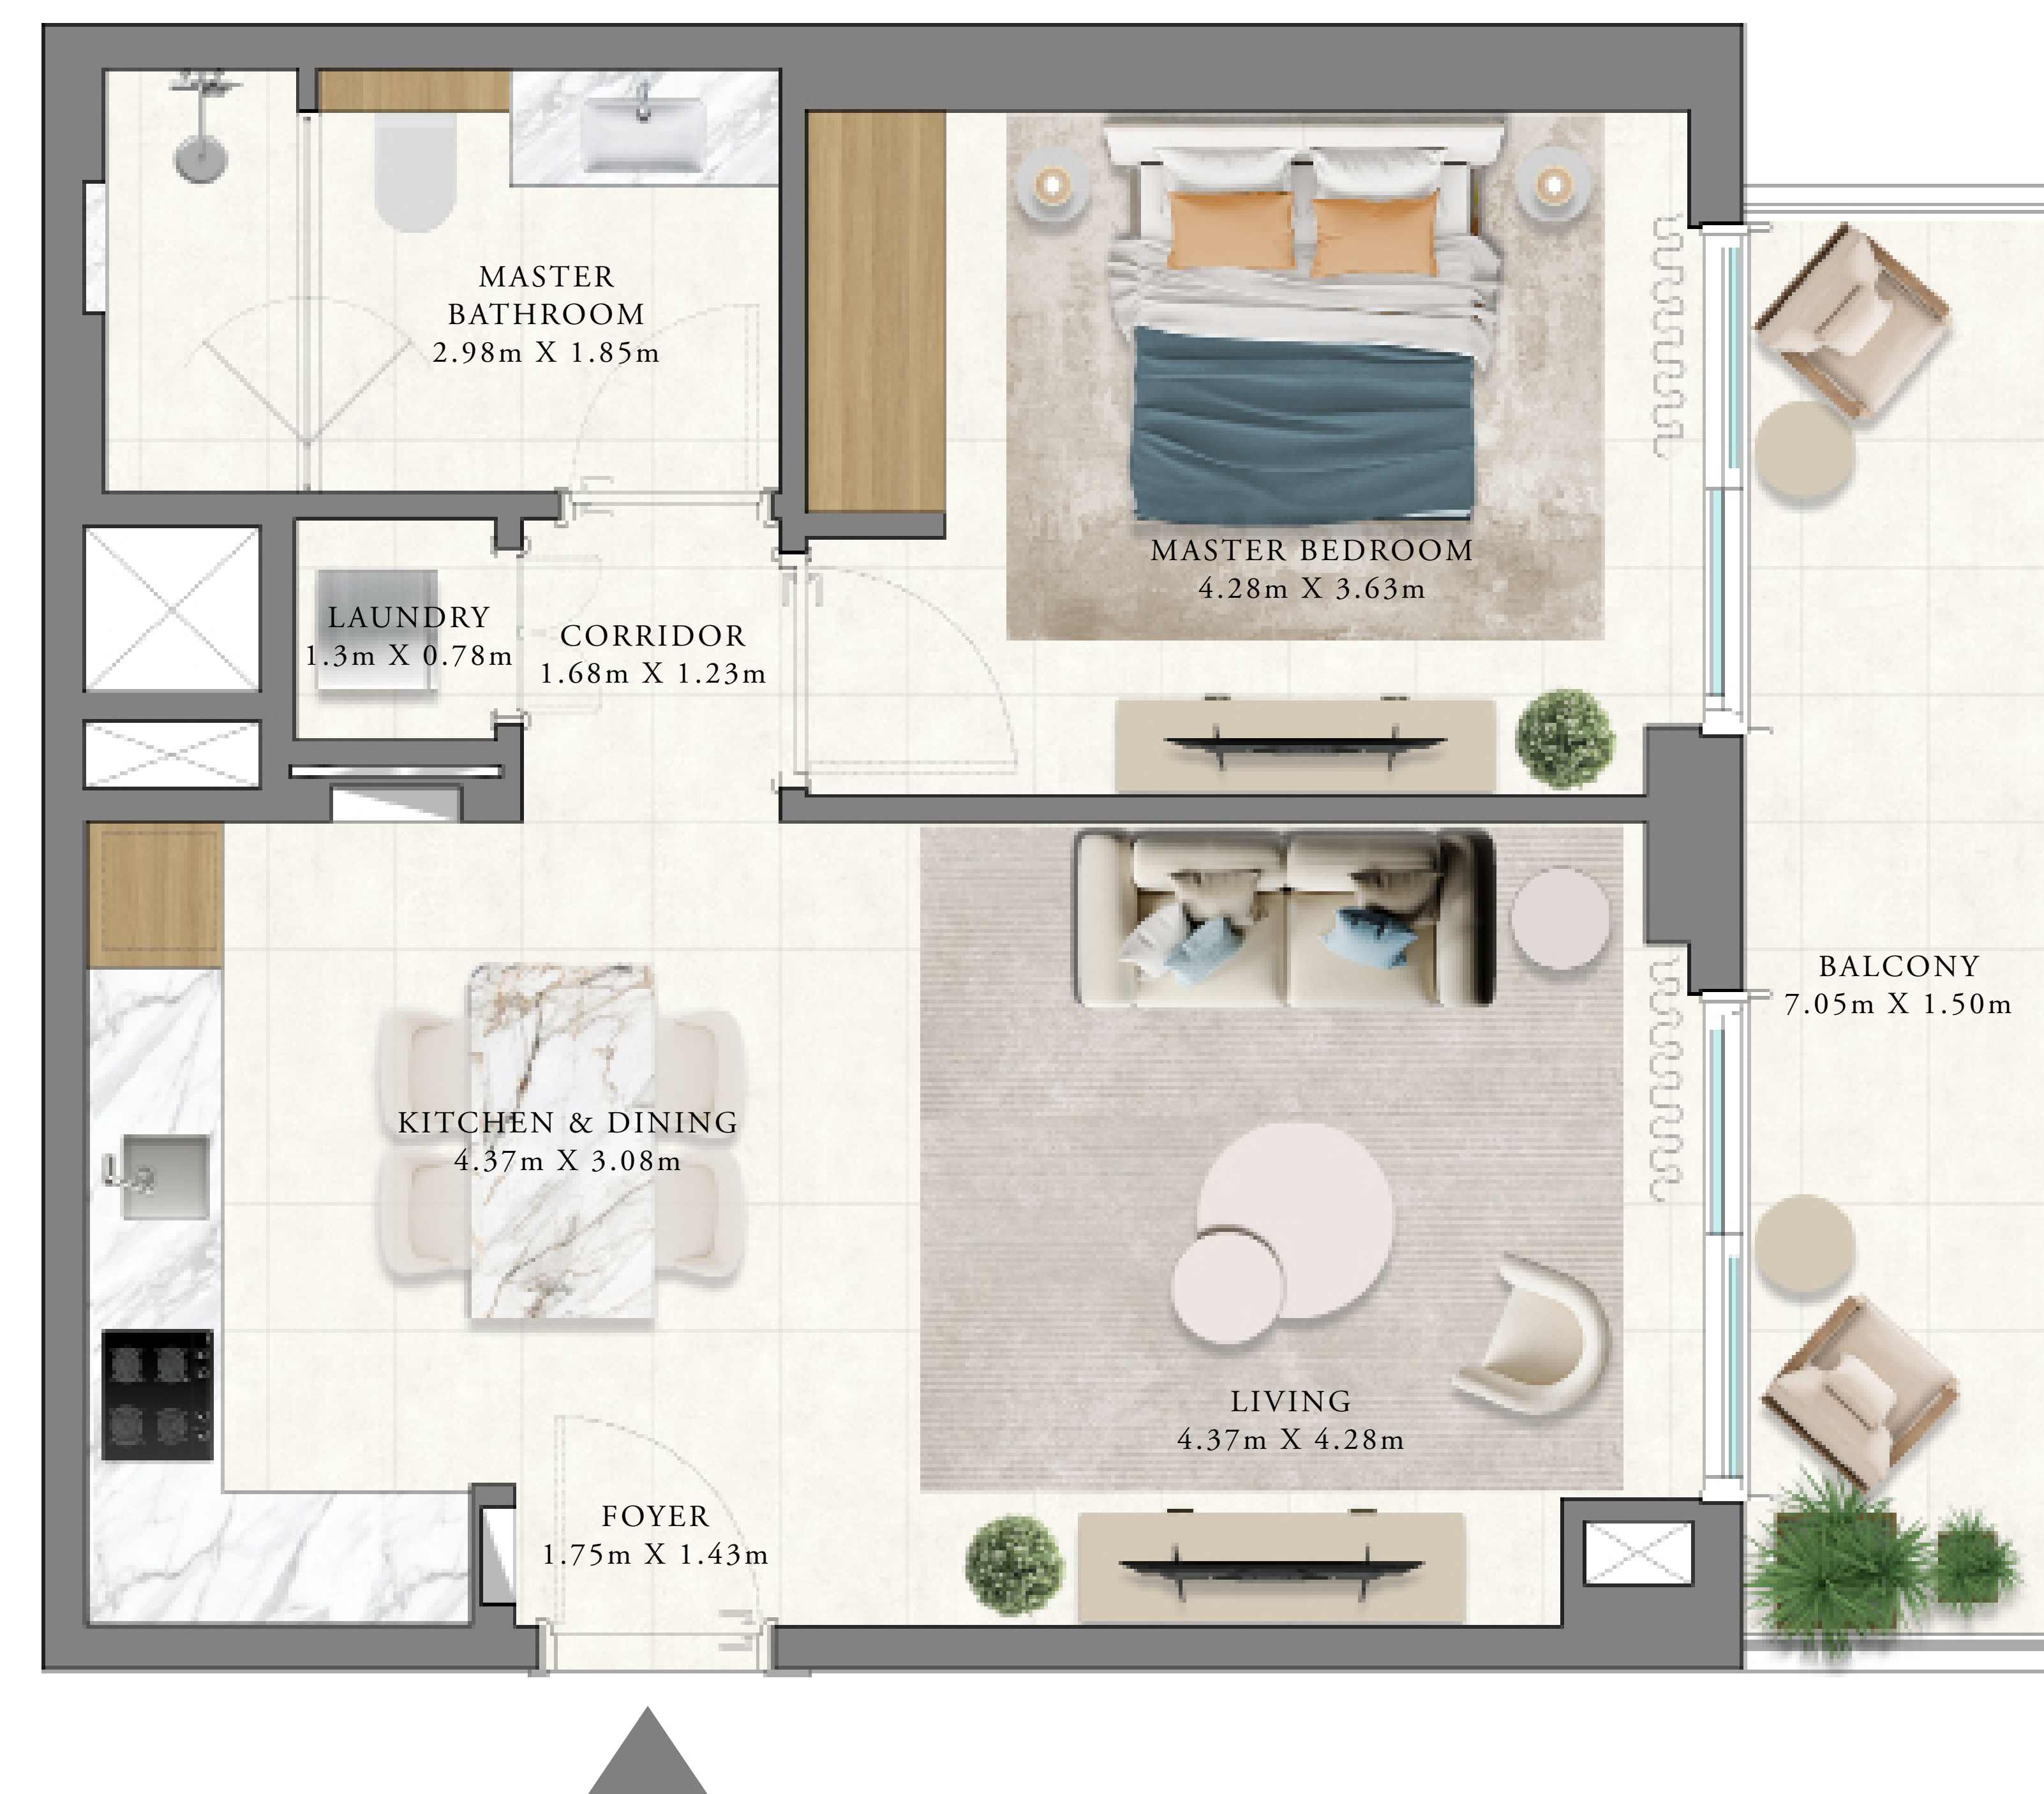 MASTER
BATHROOM
2.98m X 1.85m
MASTER BEDROOM
4.28m X 3.63m
LAUNDRY
1.3m X 0.78m
CORRIDOR
1.68m X 1.23m
BALCONY
7.05m X 1.50m
KITCHEN & DINING
4.37m X 3.08m
LIVING
4.37m X 4.28m
FOYER
1.75m X 1.43m